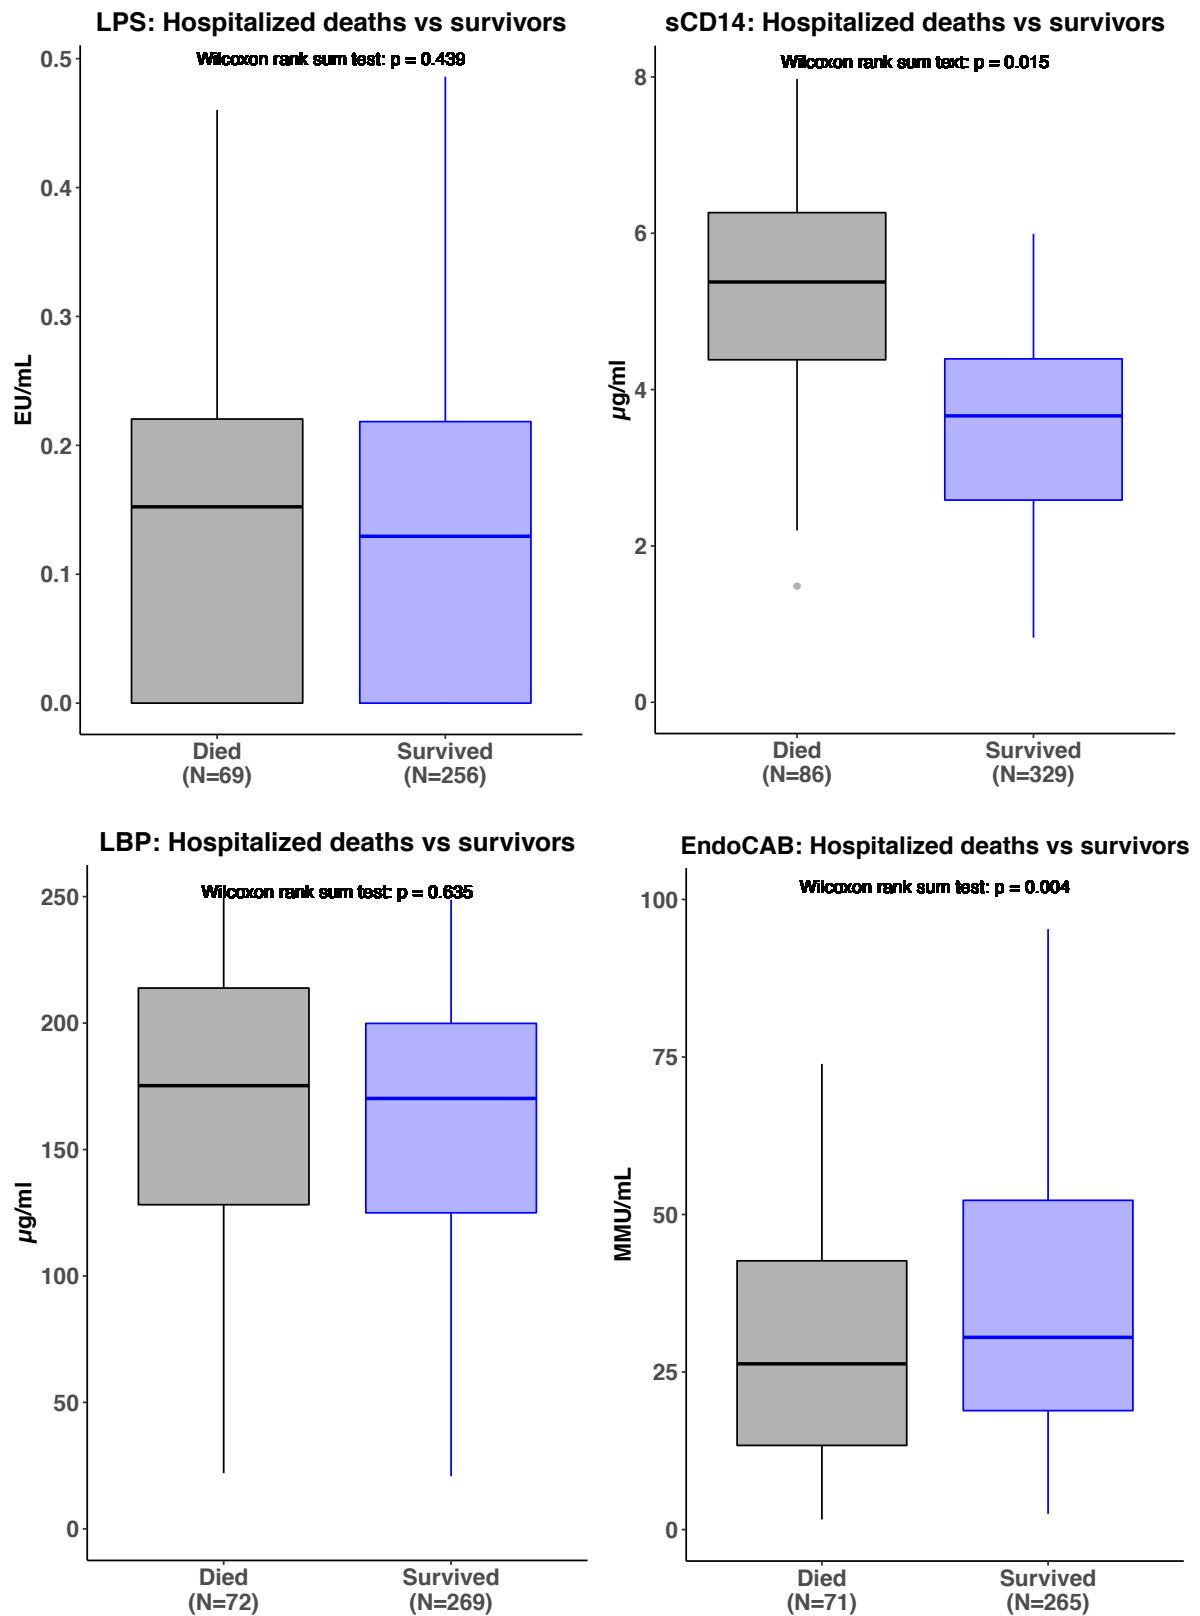 LPS: Hospitalized deaths vs survivors
Wilcoxon rank sum test: p = 0.439
0.5
0.4
0.3
0.2
0.1
0.0
EU/mL
Died
(N=69)
Survived
(N=256)
sCD14: Hospitalized deaths vs survivors
Wilcoxon rank sum text: p = 0.015
8
6
4
2
0
µg/ml
Died
(N=86)
Survived
(N=329)
LBP: Hospitalized deaths vs survivors
Wilcoxon rank sum test: p = 0.635
250
200
150
100
50
0
µg/ml
Died
(N=72)
Survived
(N=269)
EndoCAB: Hospitalized deaths vs survivors
Wilcoxon rank sum test: p = 0.004
100
75
50
25
0
MMU/mL
Died
(N=71)
Survived
(N=265)